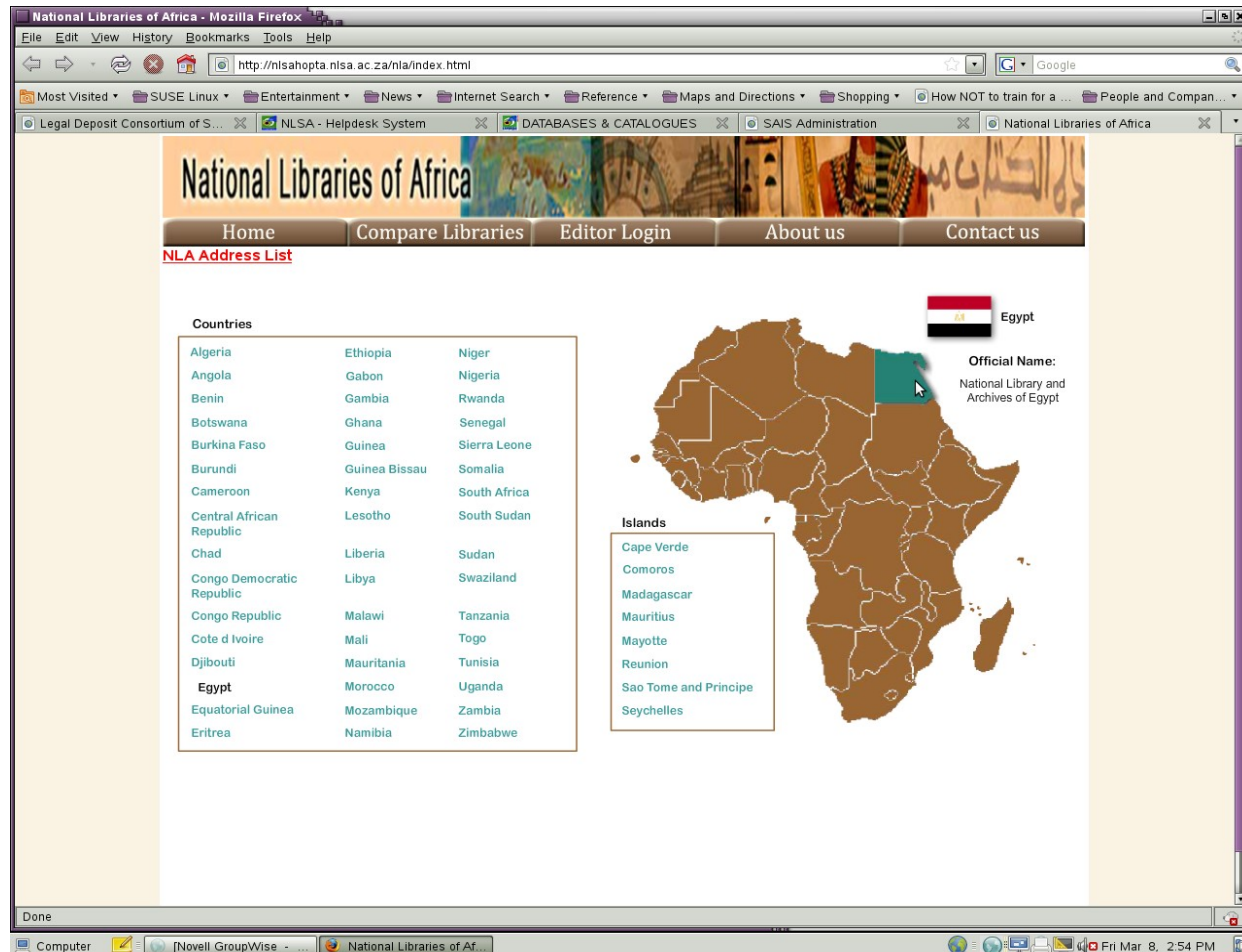 National Libraries of Africa - Mozilla Firefox
File Edit View History Bookmarks Tools Help
http://nlsahopta.nlsa.ac.za/nla/index.html
Google
Most Visited SUSE Linux Entertainment News Internet Search Reference Maps and Directions Shopping How NOT to train for a ... People and Compan...
Legal Deposit Consortium of S... NLSA - Helpdesk System DATABASES & CATALOGUES SAIS Administration National Libraries of Africa
National Libraries of Africa
Home Compare Libraries Editor Login About us Contact us
NLA Address List
Egypt
Official Name:
National Library and
Archives of Egypt
Countries
Algeria Ethiopia Niger
Angola Gabon Nigeria
Benin Gambia Rwanda
Botswana Ghana Senegal
Burkina Faso Guinea Sierra Leone
Burundi Guinea Bissau Somalia
Cameroon Kenya South Africa
Central African Republic Lesotho South Sudan
Chad Liberia Sudan
Congo Democratic Republic Libya Swaziland
Congo Republic Malawi Tanzania
Cote d Ivoire Mali Togo
Djibouti Mauritania Tunisia
Egypt Morocco Uganda
Equatorial Guinea Mozambique Zambia
Eritrea Namibia Zimbabwe
Islands
Cape Verde
Comoros
Madagascar
Mauritius
Mayotte
Reunion
Sao Tome and Principe
Seychelles
Done
Computer [Novell GroupWise - ... National Libraries of Af... Fri Mar 8, 2:54 PM